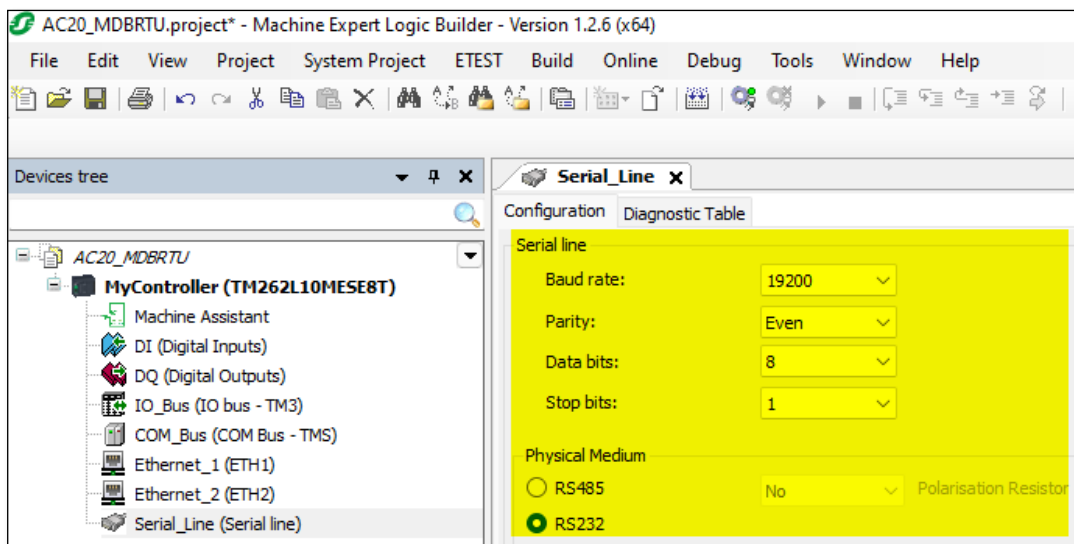 AC20_MDBRTU.project* - Machine Expert Logic Builder - Version 1.2.6 (x64)
File Edit View Project System Project ETEST Build Online Debug Tools Window Help
Devices tree
AC20_MDBRTU
MyController (TM262L10MESE8T)
Machine Assistant
DI (Digital Inputs)
DQ (Digital Outputs)
IO_Bus (IO bus - TM3)
COM_Bus (COM Bus - TMS)
Ethernet_1 (ETH1)
Ethernet_2 (ETH2)
Serial_Line (Serial line)
Serial_Line
Configuration Diagnostic Table
Serial line
Baud rate: 19200
Parity: Even
Data bits: 8
Stop bits: 1
Physical Medium
RS485 No Polarisation Resistor
RS232